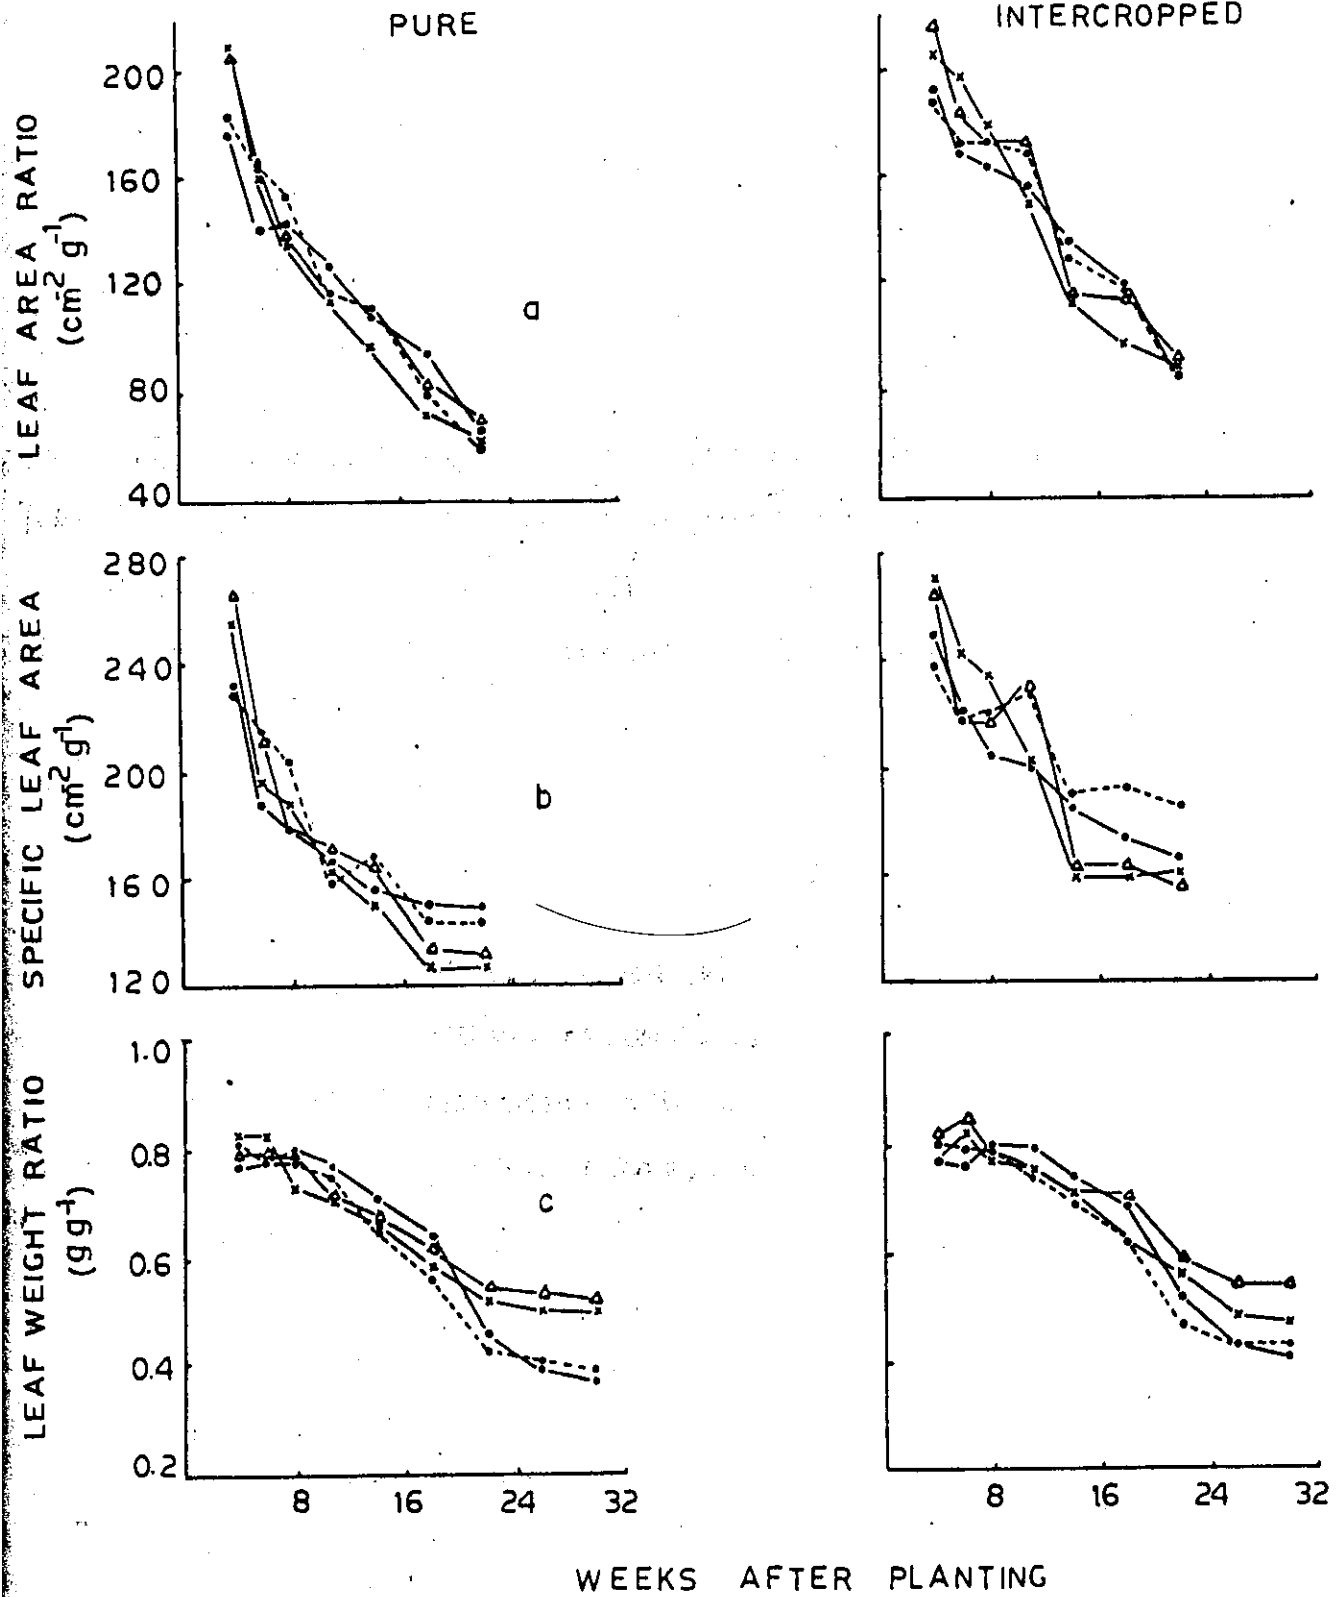 PURE
INTERCROPPED
LEAF AREA RATIO
(cm² g⁻¹)
200
160
120
80
40
a
SPECIFIC LEAF AREA
(cm² g⁻¹)
280
240
200
160
120
b
LEAF WEIGHT RATIO
(g g⁻¹)
1.0
0.8
0.6
0.4
0.2
c
8 16 24 32
8 16 24 32
WEEKS AFTER PLANTING